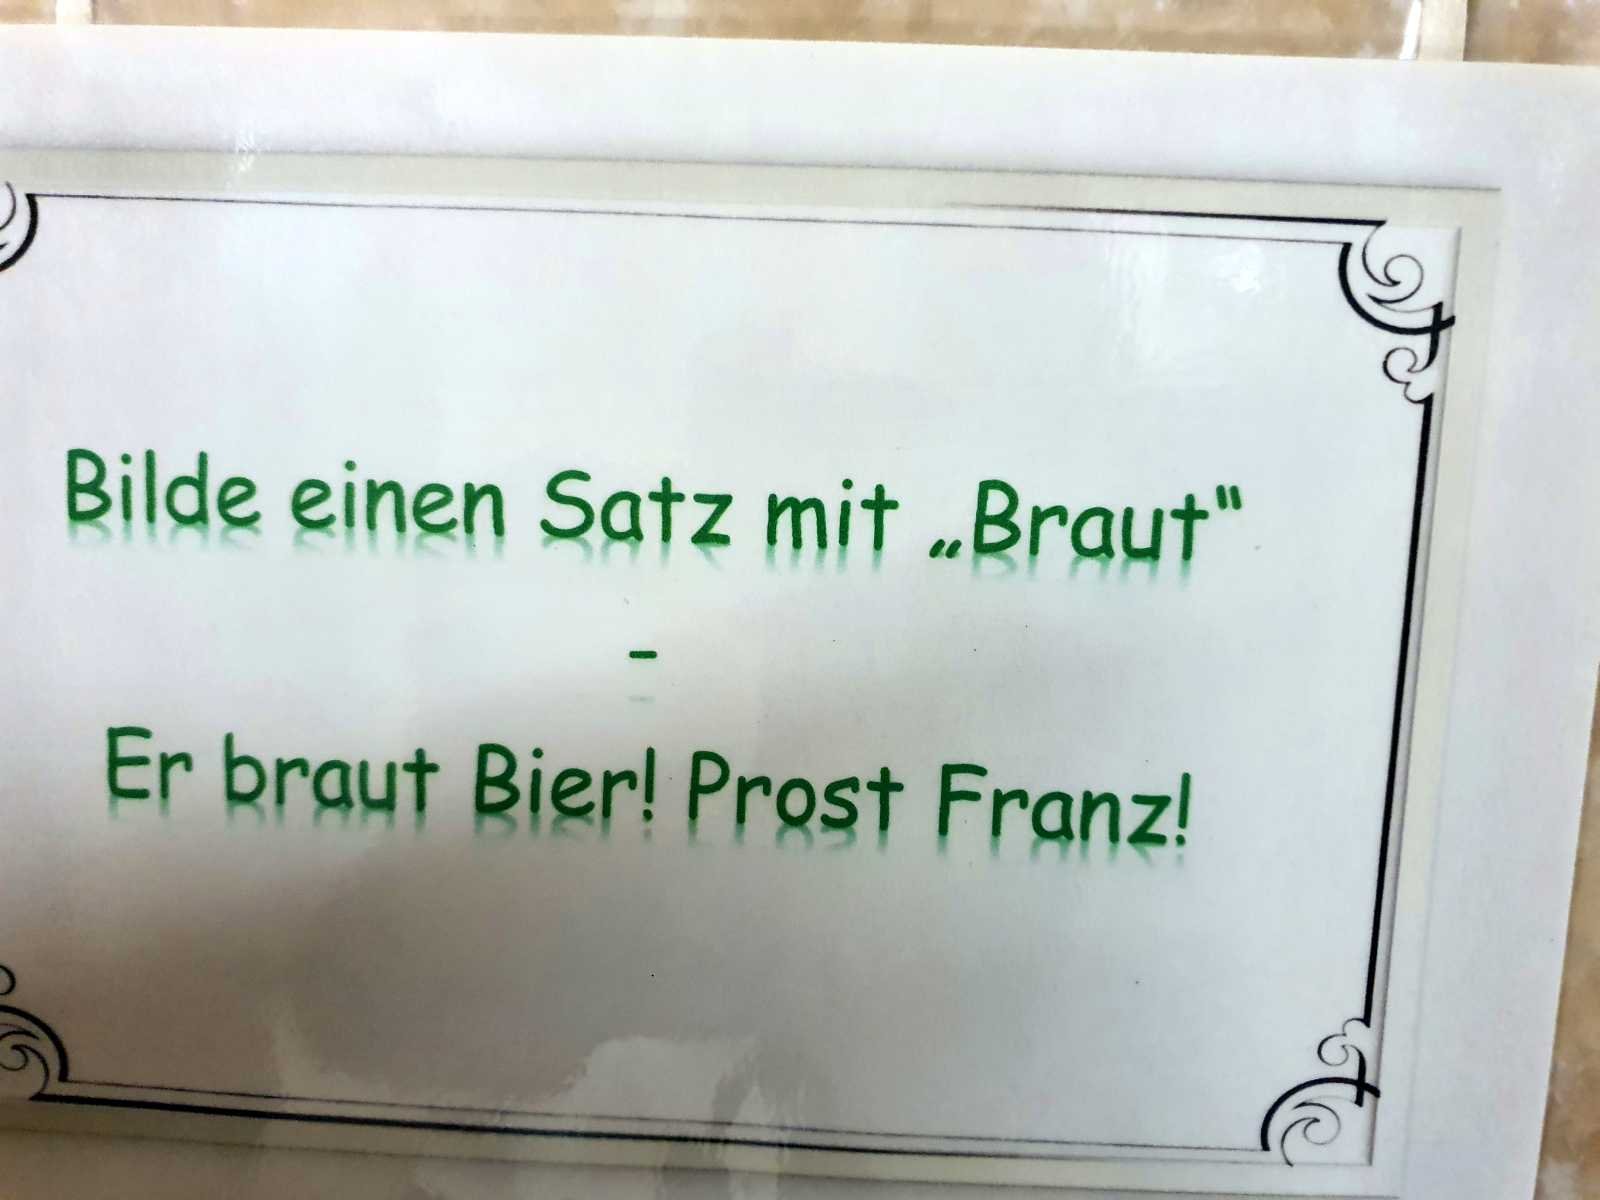 Bilde einen Satz mit „Braut“
-
Er braut Bier! Prost Franz!